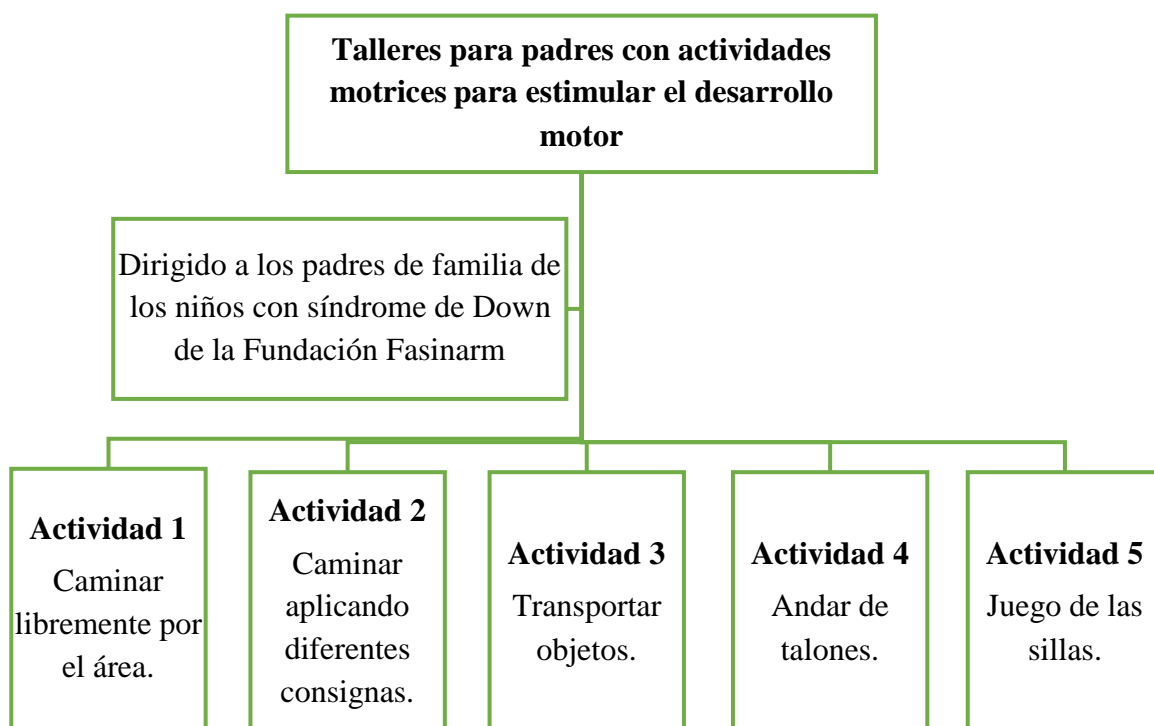 Talleres para padres con actividades
motrices para estimular el desarrollo
motor
Dirigido a los padres de familia de
los niños con síndrome de Down
de la Fundación Fasinarm
Actividad 1
Caminar
libremente por
el área.
Actividad 2
Caminar
aplicando
diferentes
consignas.
Actividad 3
Transportar
objetos.
Actividad 4
Andar de
talones.
Actividad 5
Juego de las
sillas.